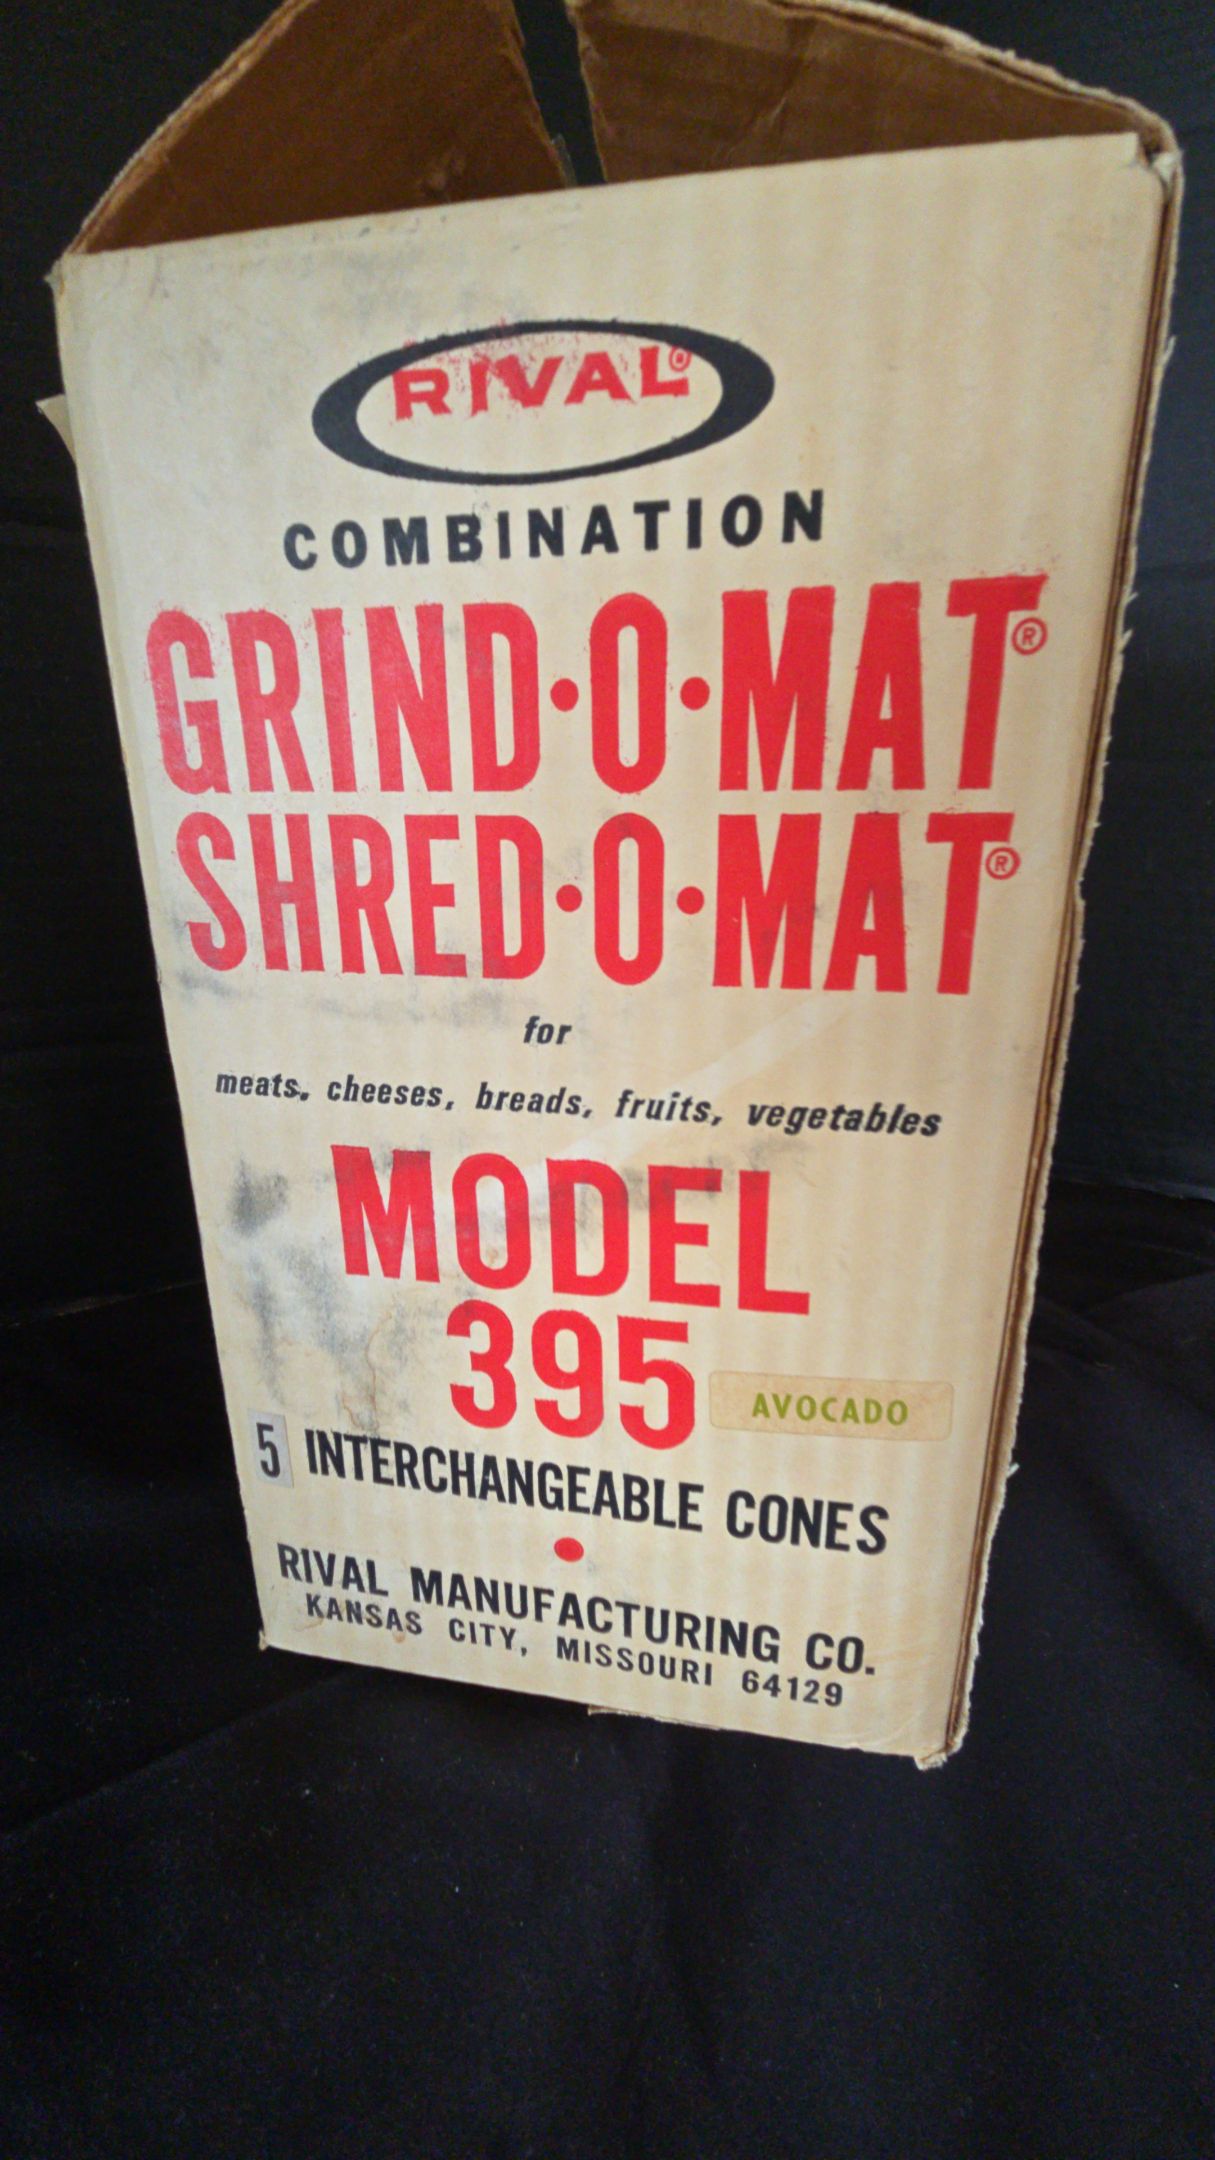 RIVAL®
COMBINATION
GRIND·O·MAT®
SHRED·O·MAT®
for
meats, cheeses, breads, fruits, vegetables
MODEL
395
AVOCADO
5 INTERCHANGEABLE CONES
RIVAL MANUFACTURING CO.
KANSAS CITY, MISSOURI 64129